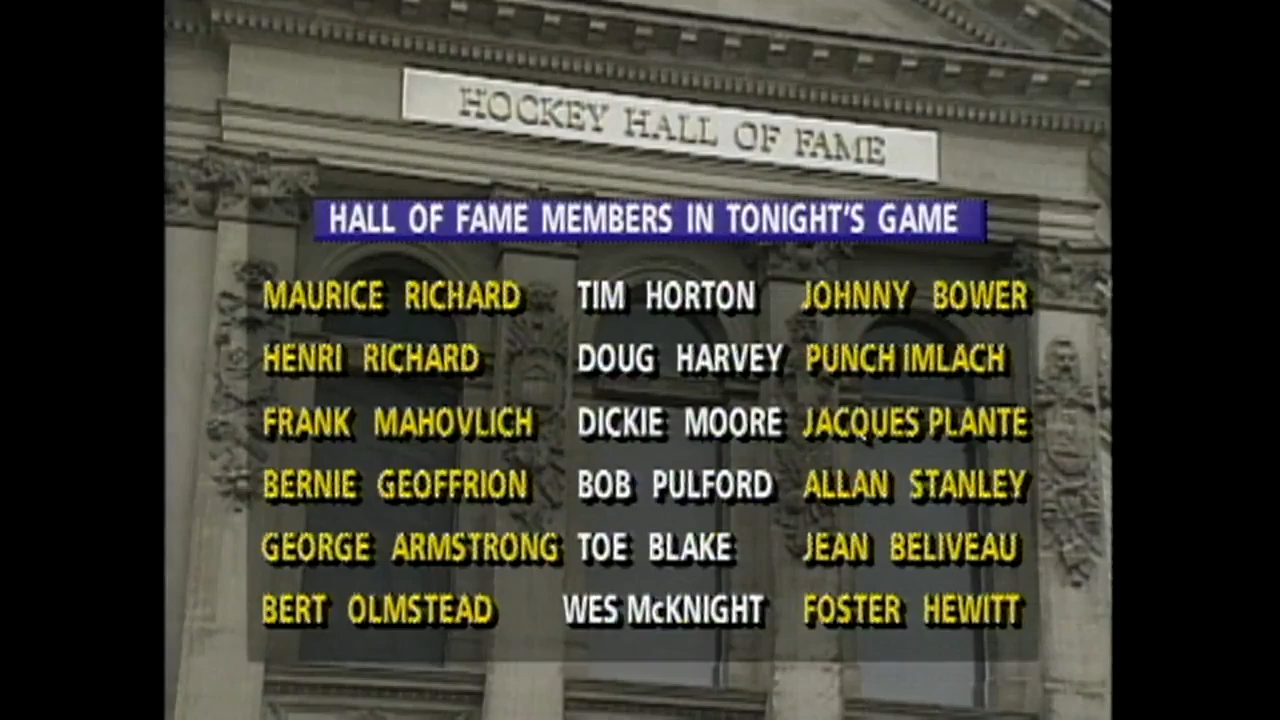 HOCKEY HALL OF FAME
HALL OF FAME MEMBERS IN TONIGHT'S GAME
MAURICE RICHARD TIM HORTON JOHNNY BOWER
HENRI RICHARD DOUG HARVEY PUNCH IMLACH
FRANK MAHOVLICH DICKIE MOORE JACQUES PLANTE
BERNIE GEOFFRION BOB PULFORD ALLAN STANLEY
GEORGE ARMSTRONG TOE BLAKE JEAN BELIVEAU
BERT OLMSTEAD WES McKNIGHT FOSTER HEWITT